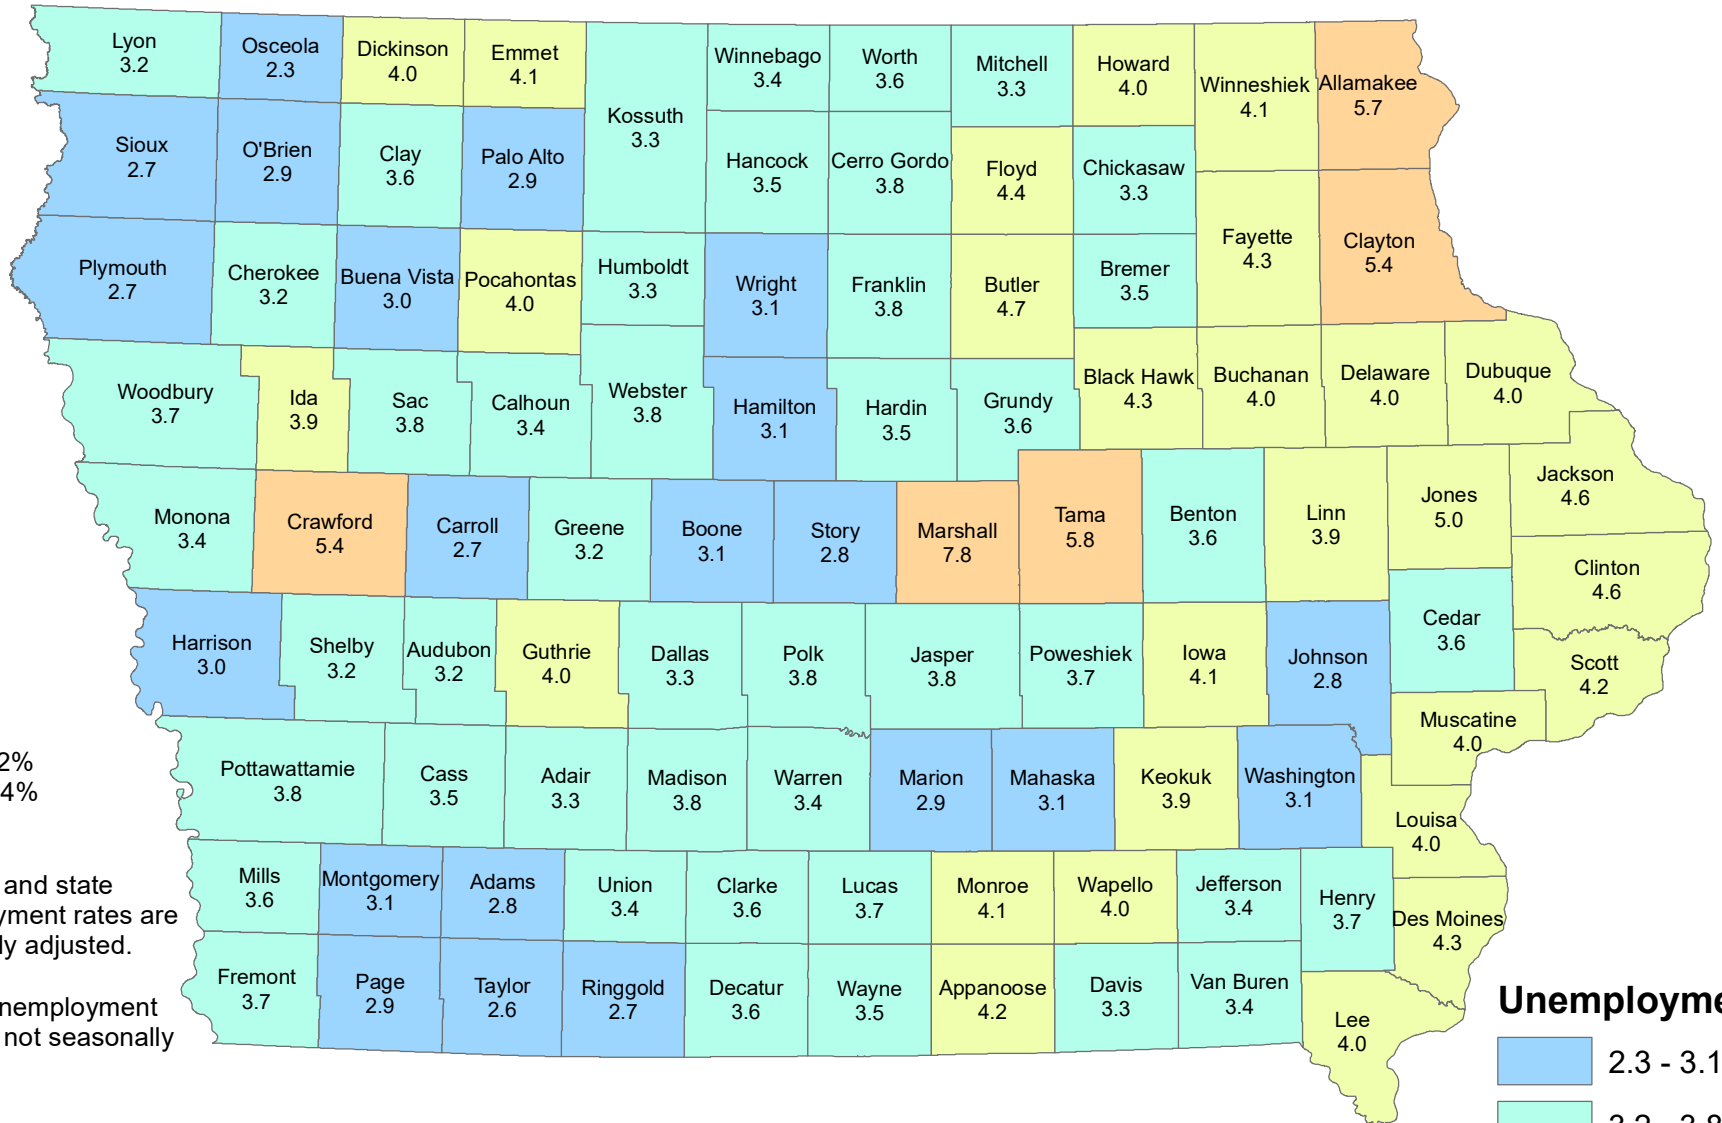 Lyon
3.2
Osceola
2.3
Dickinson
4.0
Emmet
4.1
Kossuth
3.3
Winnebago
3.4
Worth
3.6
Mitchell
3.3
Howard
4.0
Winneshiek
4.1
Allamakee
5.7
Sioux
2.7
O'Brien
2.9
Clay
3.6
Palo Alto
2.9
Hancock
3.5
Cerro Gordo
3.8
Floyd
4.4
Chickasaw
3.3
Fayette
4.3
Clayton
5.4
Plymouth
2.7
Cherokee
3.2
Buena Vista
3.0
Pocahontas
4.0
Humboldt
3.3
Wright
3.1
Franklin
3.8
Butler
4.7
Bremer
3.5
Woodbury
3.7
Ida
3.9
Sac
3.8
Calhoun
3.4
Webster
3.8
Hamilton
3.1
Hardin
3.5
Grundy
3.6
Black Hawk
4.3
Buchanan
4.0
Delaware
4.0
Dubuque
4.0
Monona
3.4
Crawford
5.4
Carroll
2.7
Greene
3.2
Boone
3.1
Story
2.8
Marshall
7.8
Tama
5.8
Benton
3.6
Linn
3.9
Jones
5.0
Jackson
4.6
Clinton
4.6
Harrison
3.0
Shelby
3.2
Audubon
3.2
Guthrie
4.0
Dallas
3.3
Polk
3.8
Jasper
3.8
Poweshiek
3.7
Iowa
4.1
Johnson
2.8
Cedar
3.6
Scott
4.2
Muscatine
4.0
Pottawattamie
3.8
Cass
3.5
Adair
3.3
Madison
3.8
Warren
3.4
Marion
2.9
Mahaska
3.1
Keokuk
3.9
Washington
3.1
Louisa
4.0
Mills
3.6
Montgomery
3.1
Adams
2.8
Union
3.4
Clarke
3.6
Lucas
3.7
Monroe
4.1
Wapello
4.0
Jefferson
3.4
Henry
3.7
Des Moines
4.3
Fremont
3.7
Page
2.9
Taylor
2.6
Ringgold
2.7
Decatur
3.6
Wayne
3.5
Appanoose
4.2
Davis
3.3
Van Buren
3.4
Lee
4.0
2%
4%
and state
yment rates are
ly adjusted.
nemployment
not seasonally
Unemployme
2.3 - 3.1
3.2 - 3.8